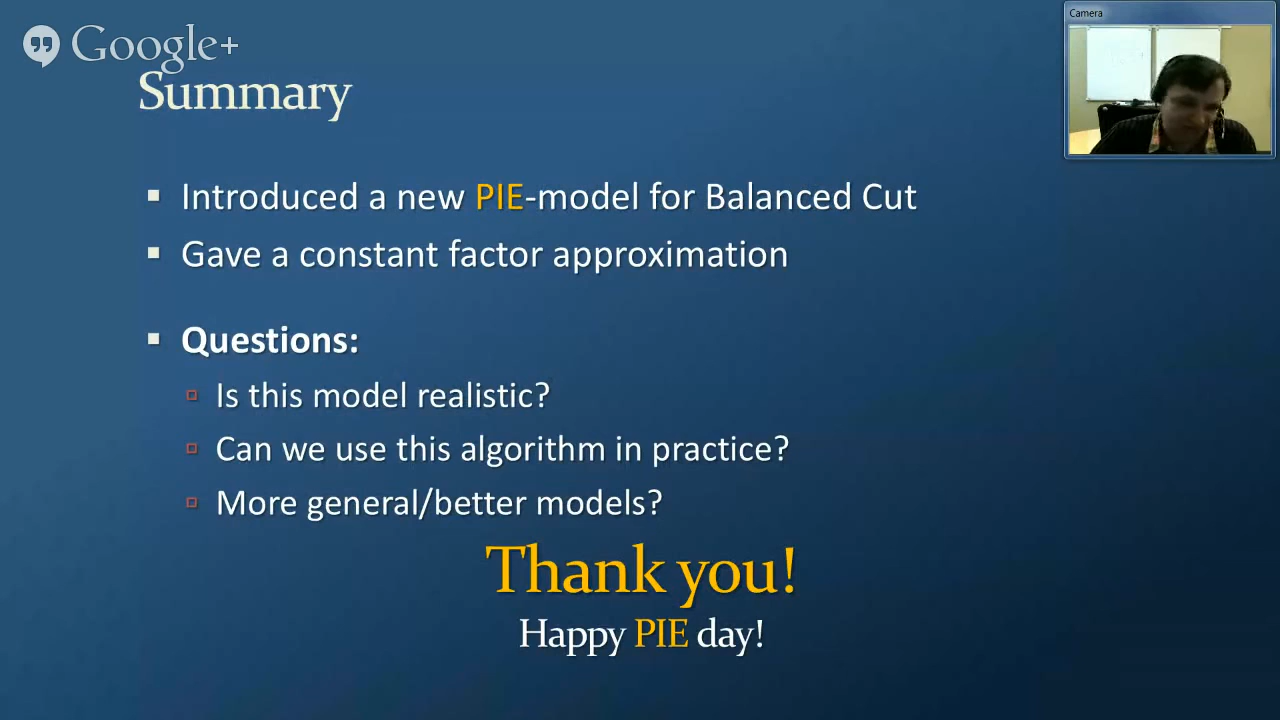 Google+
Camera
Summary
Introduced a new PIE-model for Balanced Cut
Gave a constant factor approximation
Questions:
Is this model realistic?
Can we use this algorithm in practice?
More general/better models?
Thank you!
Happy PIE day!